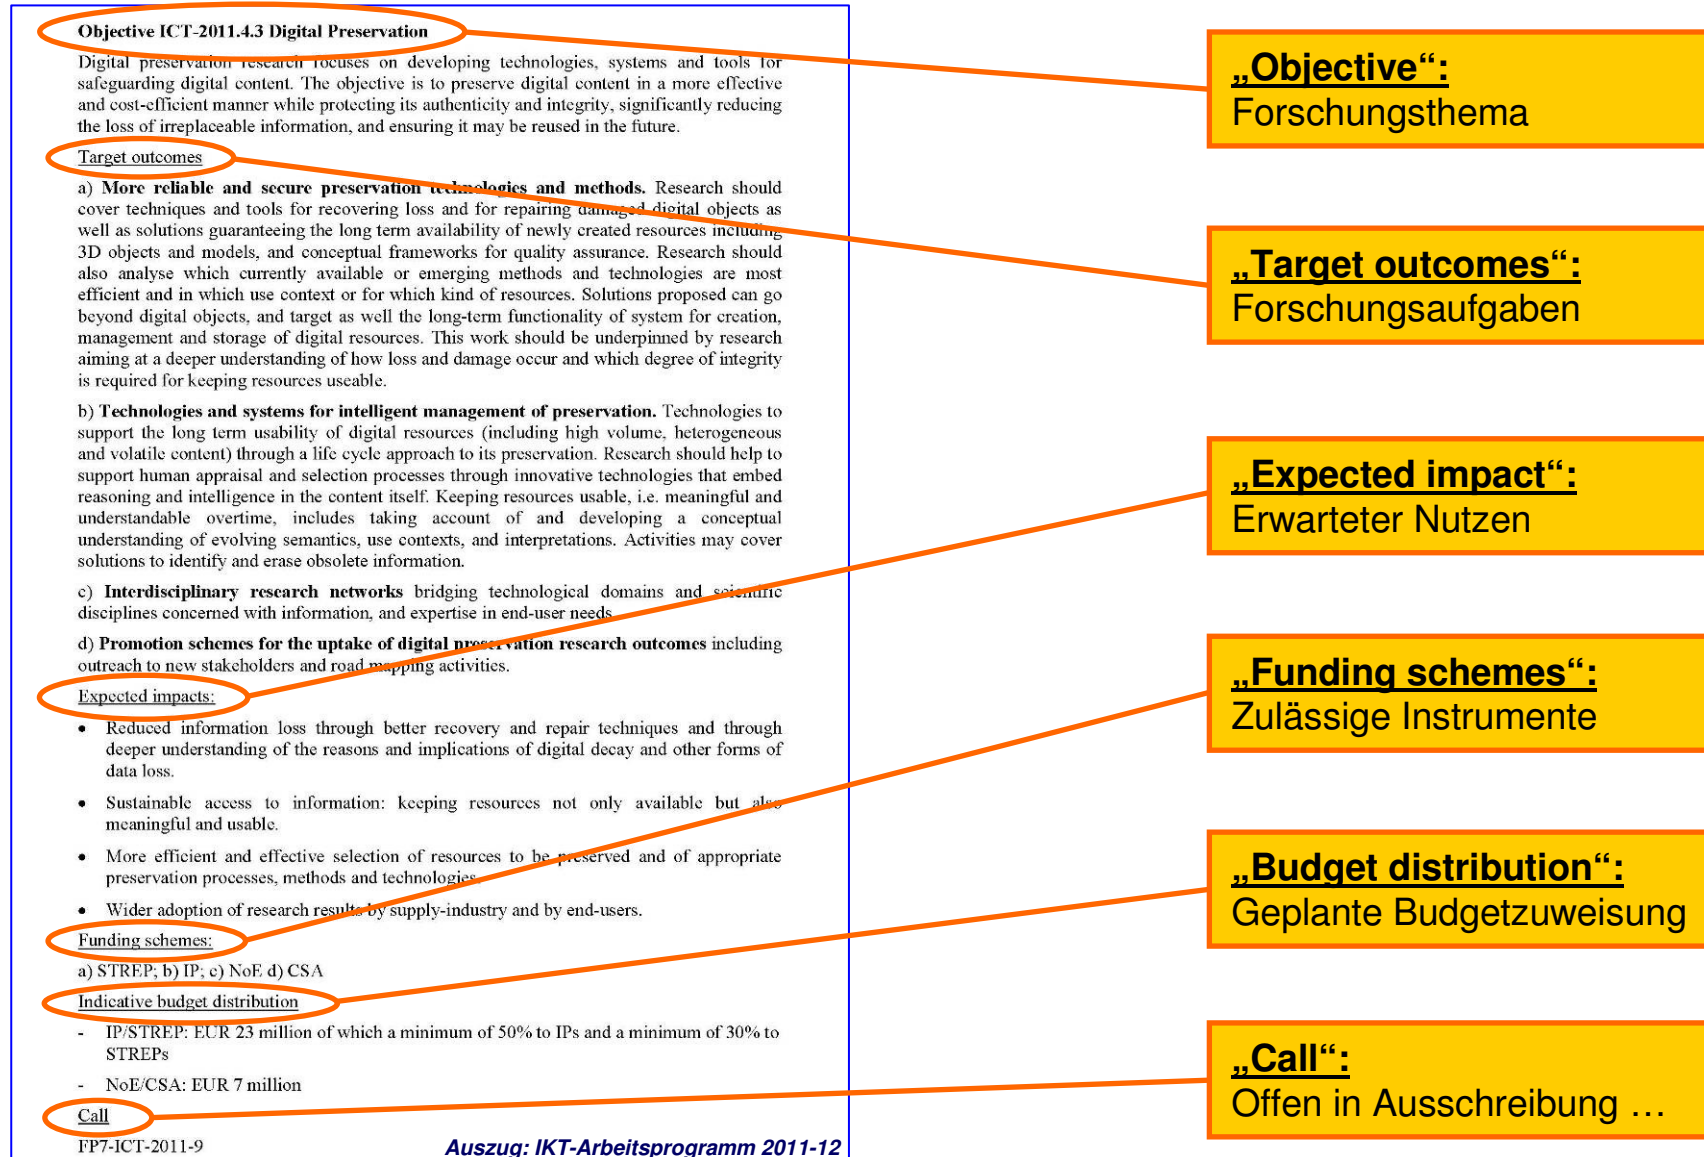 Objective ICT-2011.4.3 Digital Preservation
Digital preservation research focuses on developing technologies, systems and tools for
safeguarding digital content. The objective is to preserve digital content in a more effective
and cost-efficient manner while protecting its authenticity and integrity, significantly reducing
the loss of irreplaceable information, and ensuring it may be reused in the future.
Target outcomes
a) More reliable and secure preservation technologies and methods. Research should
cover techniques and tools for recovering loss and for repairing damaged digital objects as
well as solutions guaranteeing the long term availability of newly created resources including
3D objects and models, and conceptual frameworks for quality assurance. Research should
also analyse which currently available or emerging methods and technologies are most
efficient and in which use context or for which kind of resources. Solutions proposed can go
beyond digital objects, and target as well the long-term functionality of system for creation,
management and storage of digital resources. This work should be underpinned by research
aiming at a deeper understanding of how loss and damage occur and which degree of integrity
is required for keeping resources useable.
b) Technologies and systems for intelligent management of preservation. Technologies to
support the long term usability of digital resources (including high volume, heterogeneous
and volatile content) through a life cycle approach to its preservation. Research should help to
support human appraisal and selection processes through innovative technologies that embed
reasoning and intelligence in the content itself. Keeping resources usable, i.e. meaningful and
understandable overtime, includes taking account of and developing a conceptual
understanding of evolving semantics, use contexts, and interpretations. Activities may cover
solutions to identify and erase obsolete information.
c) Interdisciplinary research networks bridging technological domains and scientific
disciplines concerned with information, and expertise in end-user needs.
d) Promotion schemes for the uptake of digital preservation research outcomes including
outreach to new stakeholders and road mapping activities.
Expected impacts:
• Reduced information loss through better recovery and repair techniques and through
deeper understanding of the reasons and implications of digital decay and other forms of
data loss.
• Sustainable access to information: keeping resources not only available but also
meaningful and usable.
• More efficient and effective selection of resources to be preserved and of appropriate
preservation processes, methods and technologies.
• Wider adoption of research results by supply-industry and by end-users.
Funding schemes:
a) STREP; b) IP; c) NoE d) CSA
Indicative budget distribution
- IP/STREP: EUR 23 million of which a minimum of 50% to IPs and a minimum of 30% to
STREPs
- NoE/CSA: EUR 7 million
Call
FP7-ICT-2011-9
Auszug: IKT-Arbeitsprogramm 2011-12
„Objective“:
Forschungsthema
„Target outcomes“:
Forschungsaufgaben
„Expected impact“:
Erwarteter Nutzen
„Funding schemes“:
Zulässige Instrumente
„Budget distribution“:
Geplante Budgetzuweisung
„Call“:
Offen in Ausschreibung …